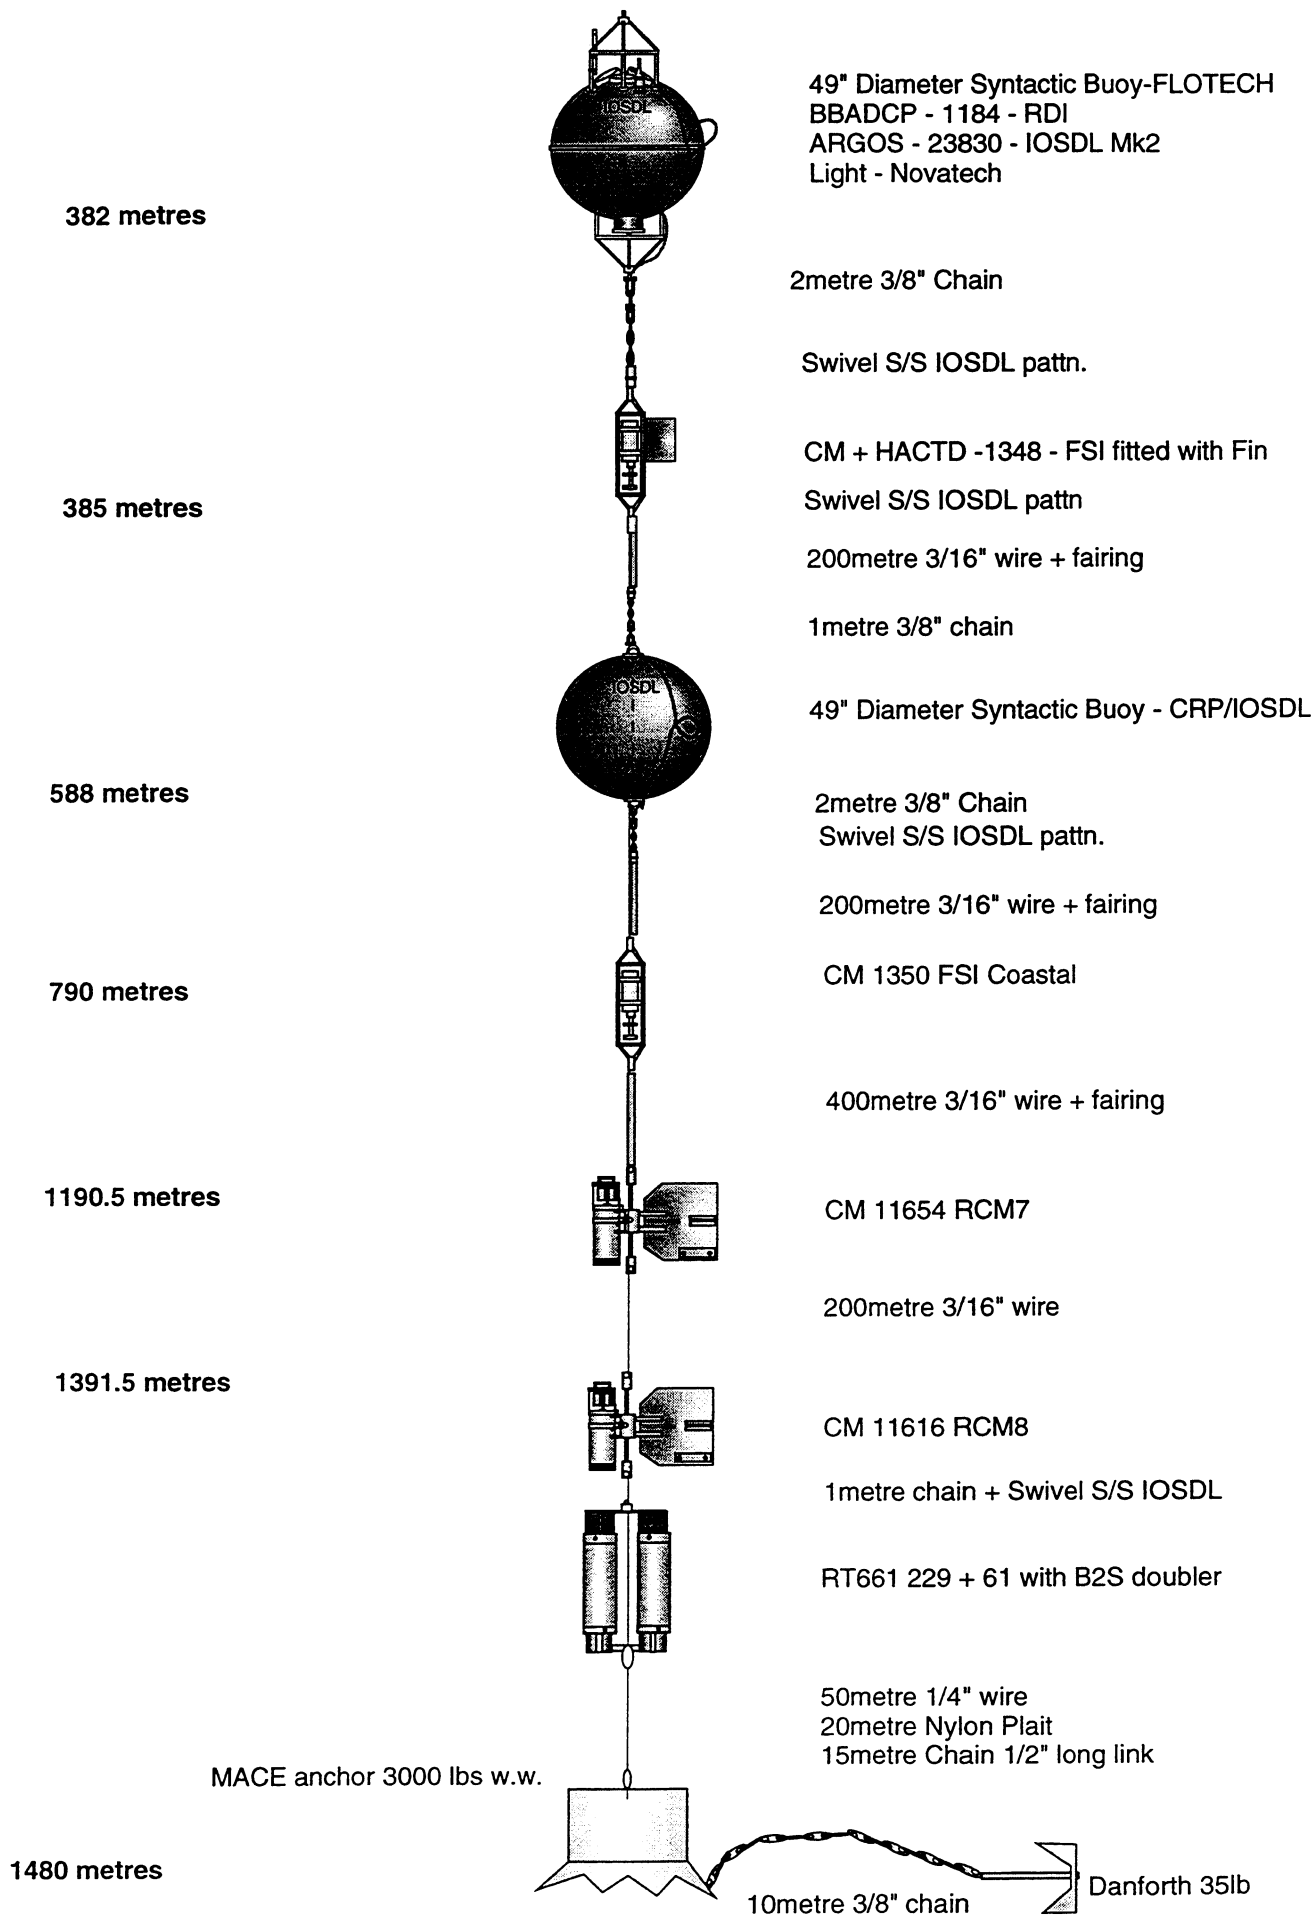 IOSDL
49" Diameter Syntactic Buoy-FLOTECH
BBADCP - 1184 - RDI
ARGOS - 23830 - IOSDL Mk2
Light - Novatech
382 metres
2metre 3/8" Chain
Swivel S/S IOSDL pattn.
CM + HACTD -1348 - FSI fitted with Fin
385 metres
Swivel S/S IOSDL pattn
200metre 3/16" wire + fairing
1metre 3/8" chain
IOSDL
49" Diameter Syntactic Buoy - CRP/IOSDL
588 metres
2metre 3/8" Chain
Swivel S/S IOSDL pattn.
200metre 3/16" wire + fairing
CM 1350 FSI Coastal
790 metres
400metre 3/16" wire + fairing
1190.5 metres
CM 11654 RCM7
200metre 3/16" wire
1391.5 metres
CM 11616 RCM8
1metre chain + Swivel S/S IOSDL
RT661 229 + 61 with B2S doubler
50metre 1/4" wire
20metre Nylon Plait
15metre Chain 1/2" long link
MACE anchor 3000 lbs w.w.
1480 metres
Danforth 35lb
10metre 3/8" chain